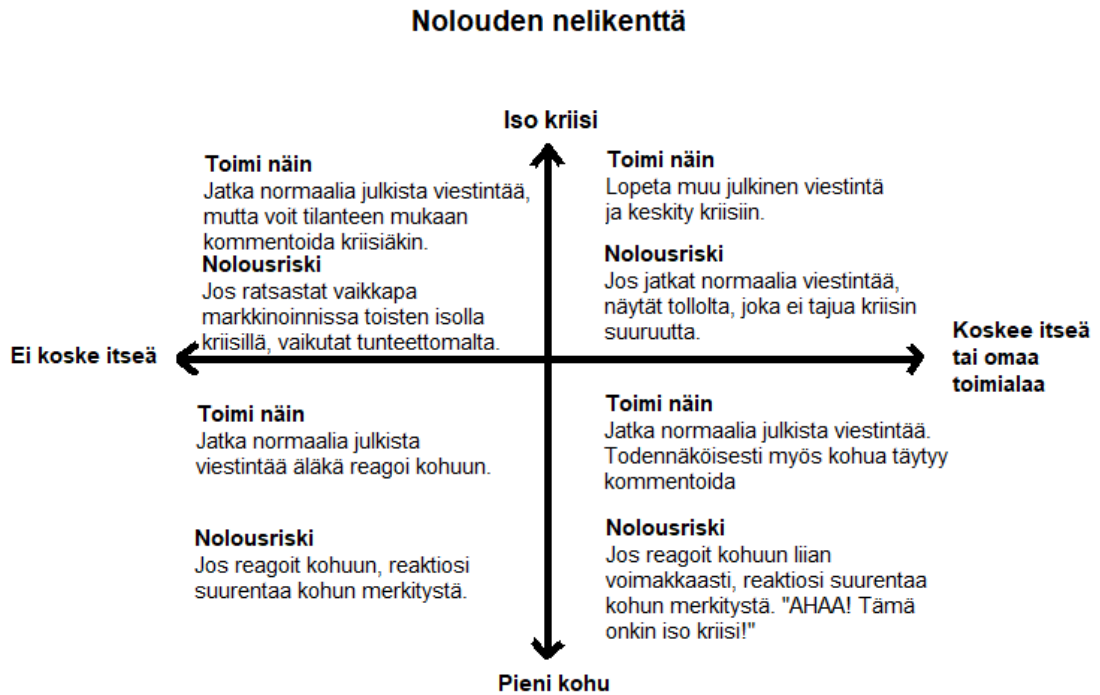 Nolouden nelikenttä
Iso kriisi
Toimi näin
Jatka normaalia julkista viestintää,
mutta voit tilanteen mukaan
kommentoida kriisiäkin.
Nolousriski
Jos ratsastat vaikkapa
markkinoinnissa toisten isolla
kriisillä, vaikutat tunteettomalta.
Toimi näin
Lopeta muu julkinen viestintä
ja keskity kriisiin.
Nolousriski
Jos jatkat normaalia viestintää,
näytät tollolta, joka ei tajua kriisin
suuruutta.
Ei koske itseä
Koskee itseä
tai omaa
toimialaa
Toimi näin
Jatka normaalia julkista
viestintää äläkä reagoi kohuun.
Nolousriski
Jos reagoit kohuun, reaktiosi
suurentaa kohun merkitystä.
Toimi näin
Jatka normaalia julkista viestintää.
Todennäköisesti myös kohua täytyy
kommentoida
Nolousriski
Jos reagoit kohuun liian
voimakkaasti, reaktiosi suurentaa
kohun merkitystä. "AHAA! Tämä
onkin iso kriisi!"
Pieni kohu